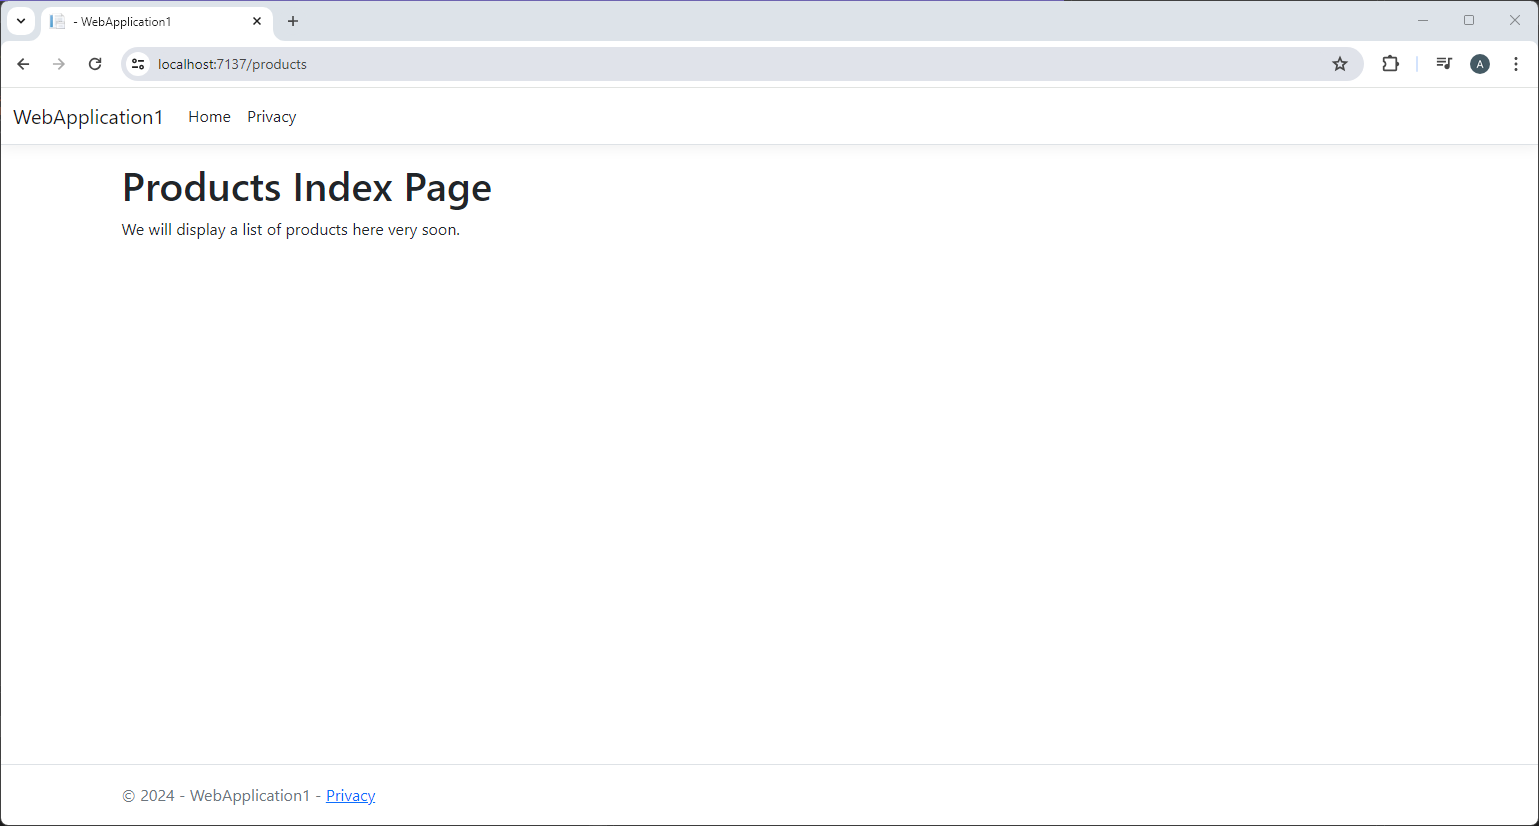 - WebApplication1
localhost:7137/products
A
WebApplication1 Home Privacy
Products Index Page
We will display a list of products here very soon.
© 2024 - WebApplication1 - Privacy